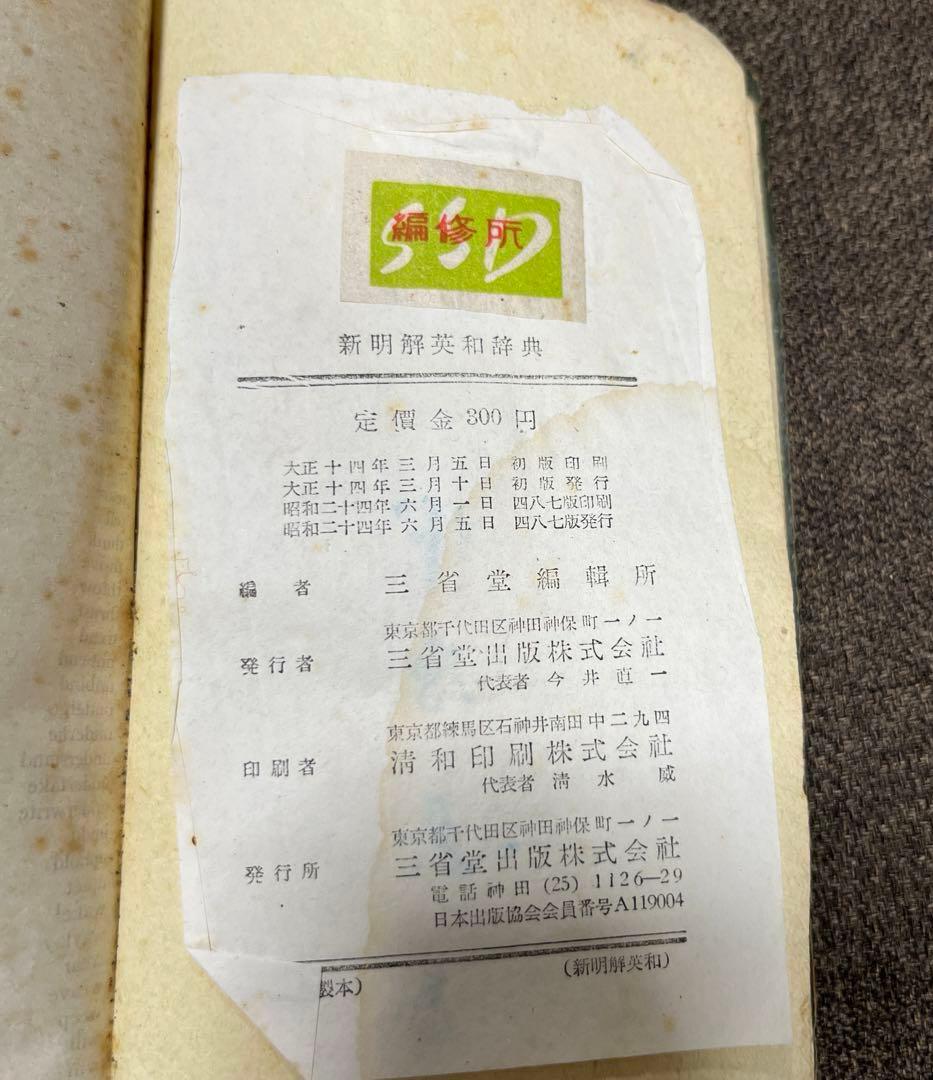 SSD
編修所
新明解英和辞典
定價金300円
大正十四年三月五日 初版印刷
大正十四年三月十日 初版発行
昭和二十四年六月一日 四八七版印刷
昭和二十四年六月五日 四八七版発行
編者 三省堂編輯所
東京都千代田区神田神保町一ノ一
発行者 三省堂出版株式会社
代表者 今井直一
東京都練馬区石神井南田中二九四
印刷者 淸和印刷株式会社
代表者 淸水威
東京都千代田区神田神保町一ノ一
発行所 三省堂出版株式会社
電話神田(25)1126—29
日本出版協会会員番号A119004
(新明解英和)
製本)